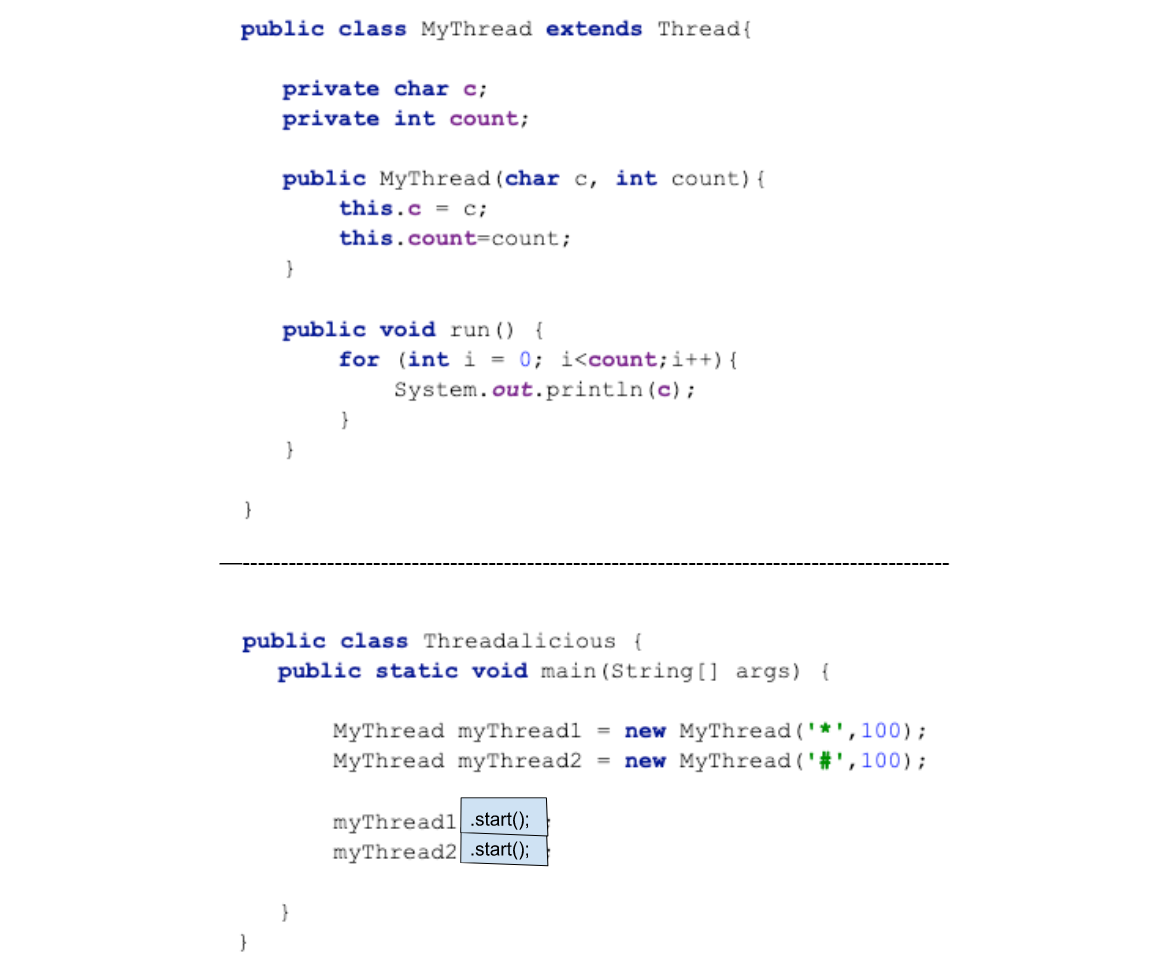 public class MyThread extends Thread{
private char c;
private int count;
public MyThread(char c, int count){
this.c = c;
this.count=count;
}
public void run() {
for (int i = 0; i<count;i++){
System.out.println(c);
}
}
}
—--------------------------------------------------------------------------------------------
public class Threadalicious {
public static void main(String[] args) {
MyThread myThread1 = new MyThread('*',100);
MyThread myThread2 = new MyThread('#',100);
myThread1 .start();
myThread2 .start();
}
}